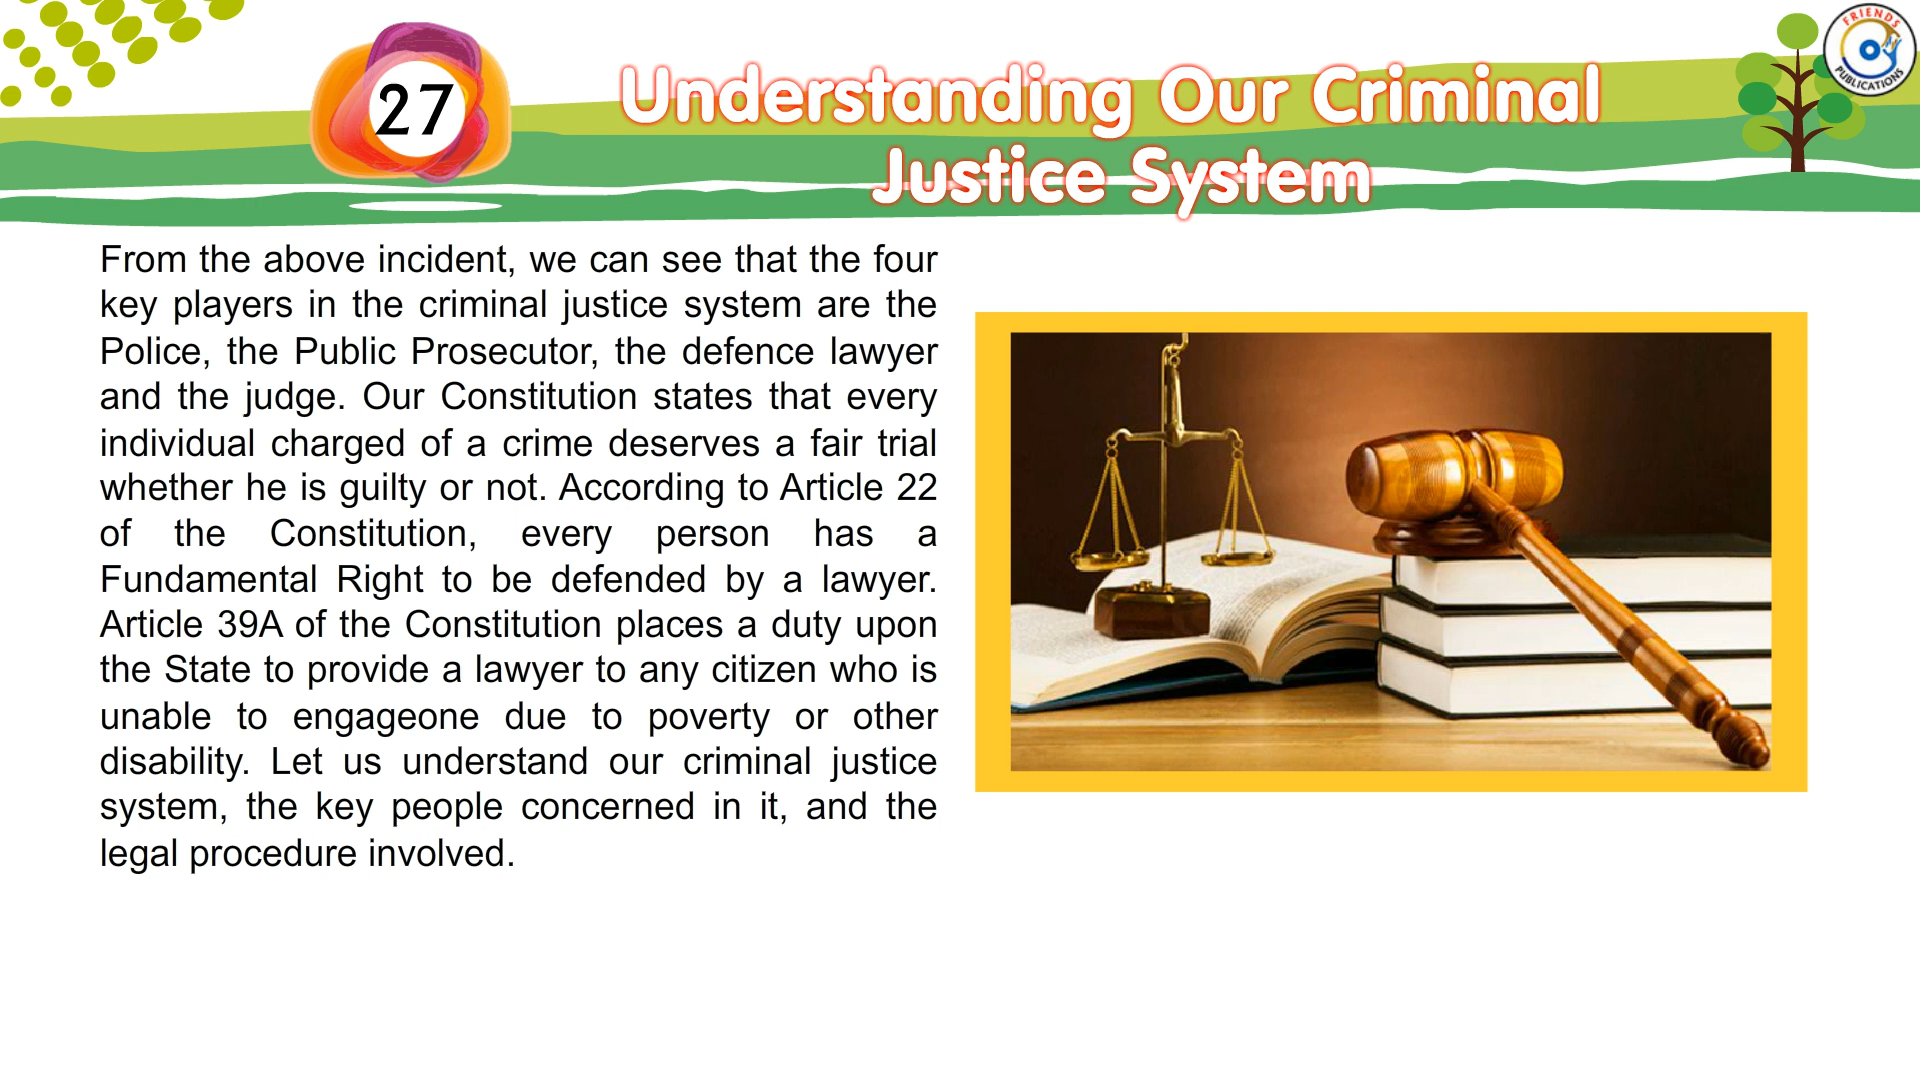 27
Understanding Our Criminal
Justice System
FRIENDS
PUBLICATIONS
From the above incident, we can see that the four
key players in the criminal justice system are the
Police, the Public Prosecutor, the defence lawyer
and the judge. Our Constitution states that every
individual charged of a crime deserves a fair trial
whether he is guilty or not. According to Article 22
of the Constitution, every person has a
Fundamental Right to be defended by a lawyer.
Article 39A of the Constitution places a duty upon
the State to provide a lawyer to any citizen who is
unable to engageone due to poverty or other
disability. Let us understand our criminal justice
system, the key people concerned in it, and the
legal procedure involved.